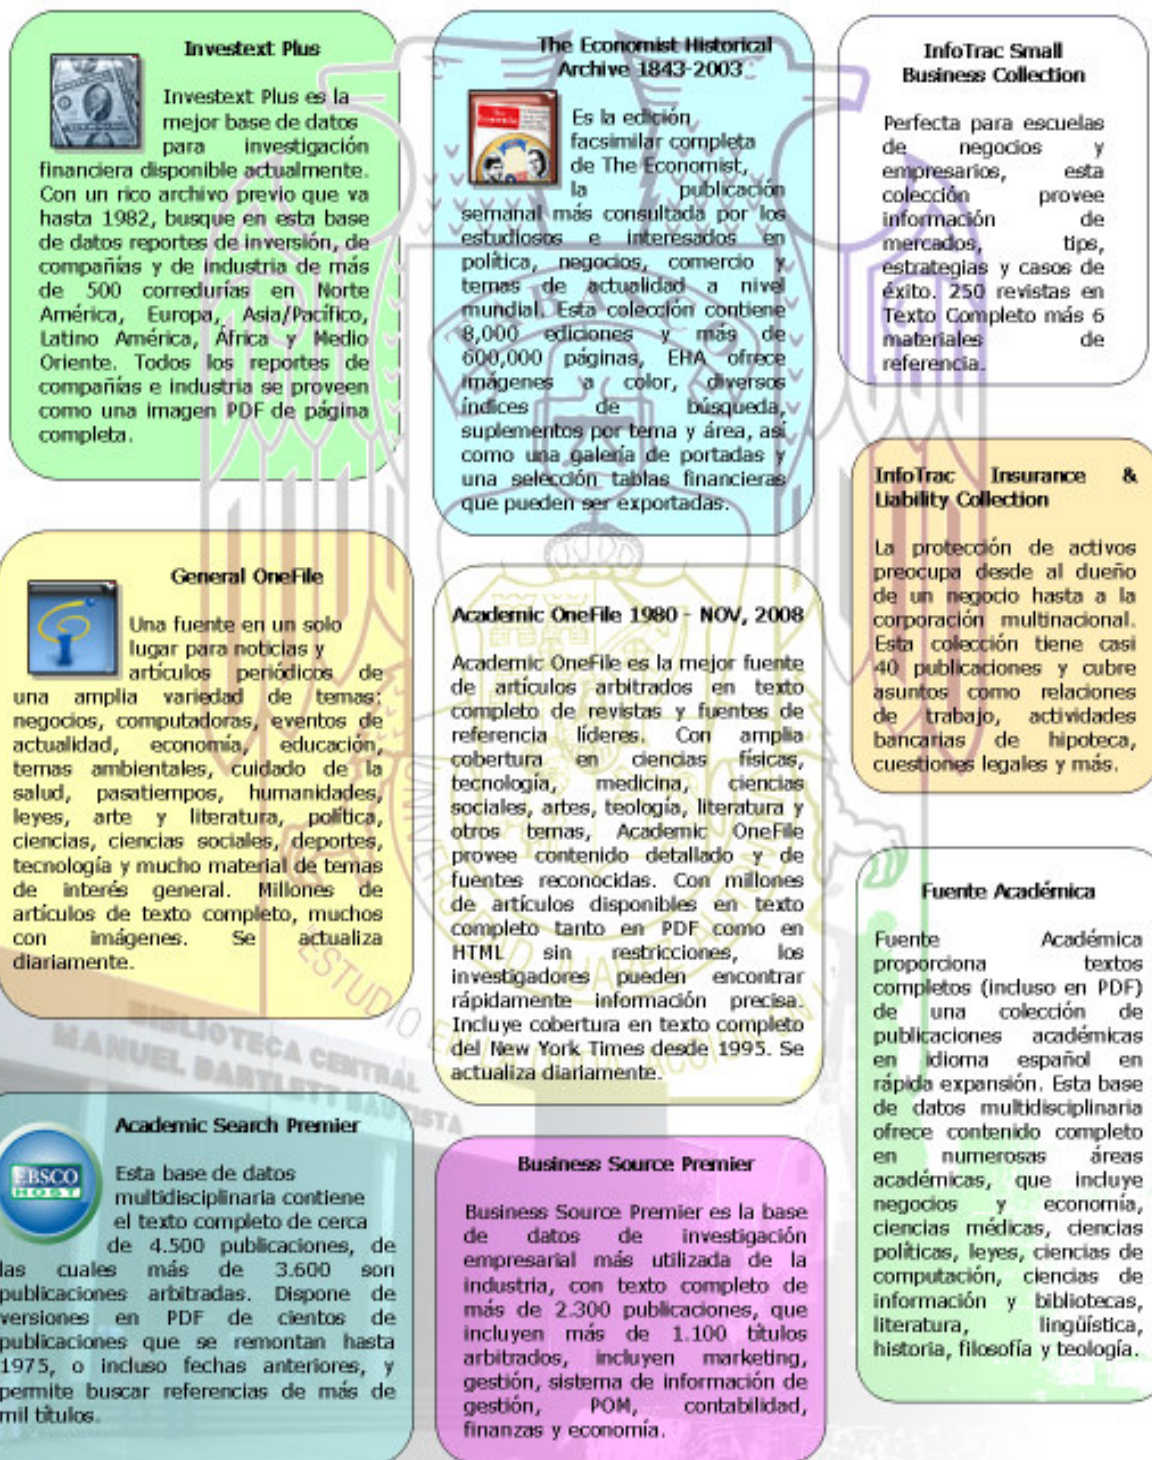 Investext Plus
Investext Plus es la
mejor base de datos
para investigación
financiera disponible actualmente.
Con un rico archivo previo que va
hasta 1982, busque en esta base
de datos reportes de inversión, de
compañías y de industria de más
de 500 corredurías en Norte
América, Europa, Asia/Pacífico,
Latino América, África y Medio
Oriente. Todos los reportes de
compañías e industria se proveen
como una imagen PDF de página
completa.
The Economist Historical
Archive 1843-2003
Es la edición
facsimilar completa
de The Economist,
la publicación
semanal más consultada por los
estudiosos e interesados en
política, negocios, comercio y
temas de actualidad a nivel
mundial. Esta colección contiene
8,000 ediciones y más de
600,000 páginas, EHA ofrece
imágenes a color, diversos
índices de búsqueda,
suplementos por tema y área, así
como una galería de portadas y
una selección tablas financieras
que pueden ser exportadas.
InfoTrac Small
Business Collection
Perfecta para escuelas
de negocios y
empresarios, esta
colección provee
información de
mercados, tips,
estrategias y casos de
éxito. 250 revistas en
Texto Completo más 6
materiales de
referencia.
InfoTrac Insurance &
Liability Collection
La protección de activos
preocupa desde al dueño
de un negocio hasta a la
corporación multinacional.
Esta colección tiene casi
40 publicaciones y cubre
asuntos como relaciones
de trabajo, actividades
bancarias de hipoteca,
cuestiones legales y más.
General OneFile
Una fuente en un solo
lugar para noticias y
artículos periódicos de
una amplia variedad de temas:
negocios, computadoras, eventos de
actualidad, economía, educación,
temas ambientales, cuidado de la
salud, pasatiempos, humanidades,
leyes, arte y literatura, política,
ciencias, ciencias sociales, deportes,
tecnología y mucho material de temas
de interés general. Millones de
artículos de texto completo, muchos
con imágenes. Se actualiza
diariamente.
Academic OneFile 1980 - NOV, 2008
Academic OneFile es la mejor fuente
de artículos arbitrados en texto
completo de revistas y fuentes de
referencia líderes. Con amplia
cobertura en ciencias físicas,
tecnología, medicina, ciencias
sociales, artes, teología, literatura y
otros temas, Academic OneFile
provee contenido detallado y de
fuentes reconocidas. Con millones
de artículos disponibles en texto
completo tanto en PDF como en
HTML sin restricciones, los
investigadores pueden encontrar
rápidamente información precisa.
Incluye cobertura en texto completo
del New York Times desde 1995. Se
actualiza diariamente.
Fuente Académica
Fuente Académica
proporciona textos
completos (incluso en PDF)
de una colección de
publicaciones académicas
en idioma español en
rápida expansión. Esta base
de datos multidisciplinaria
ofrece contenido completo
en numerosas áreas
académicas, que incluye
negocios y economía,
ciencias médicas, ciencias
políticas, leyes, ciencias de
computación, ciencias de
información y bibliotecas,
literatura, lingüística,
historia, filosofía y teología.
BIBLIOTECA CENTRAL
MANUEL BARTLETT BAUTISTA
EBSCO
HOST
Academic Search Premier
Esta base de datos
multidisciplinaria contiene
el texto completo de cerca
de 4.500 publicaciones, de
las cuales más de 3.600 son
publicaciones arbitradas. Dispone de
versiones en PDF de cientos de
publicaciones que se remontan hasta
1975, o incluso fechas anteriores, y
permite buscar referencias de más de
mil títulos.
Business Source Premier
Business Source Premier es la base
de datos de investigación
empresarial más utilizada de la
industria, con texto completo de
más de 2.300 publicaciones, que
incluyen más de 1.100 títulos
arbitrados, incluyen marketing,
gestión, sistema de información de
gestión, POM, contabilidad,
finanzas y economía.